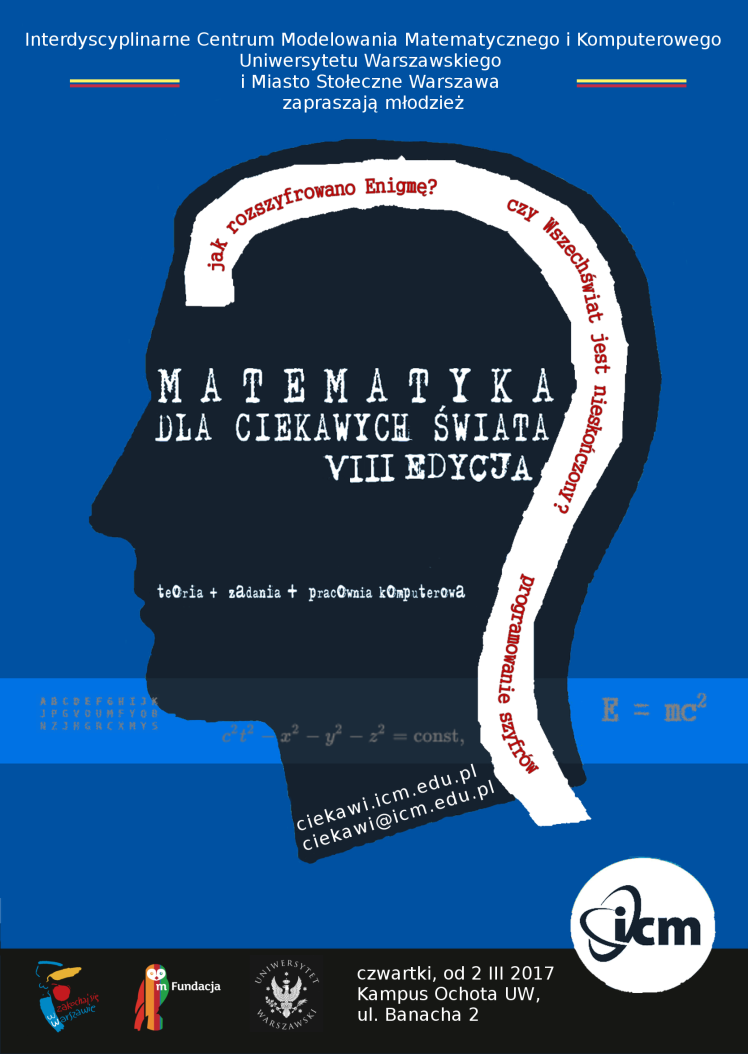 Interdyscyplinarne Centrum Modelowania Matematycznego i Komputerowego
Uniwersytetu Warszawskiego
i Miasto Stołeczne Warszawa
zapraszają młodzież
jak rozszyfrowano Enigmę?
czy Wszechświat jest nieskończony?
MATEMATYKA
DLA CIEKAWYCH ŚWIATA
VIII EDYCJA
teOria + zadania + pracOwnia kOmputerowa
programowanie szyfrów
A B C D E F G H I J K
J P G V O U M F Y Q B
N Z J H G R C X M Y S
c²t² − x² − y² − z² = const,
E = mc²
ciekawi.icm.edu.pl
ciekawi@icm.edu.pl
icm
zakochaj się
w Warszawie
m Fundacja
UNIWERSYTET
WARSZAWSKI
czwartki, od 2 III 2017
Kampus Ochota UW,
ul. Banacha 2